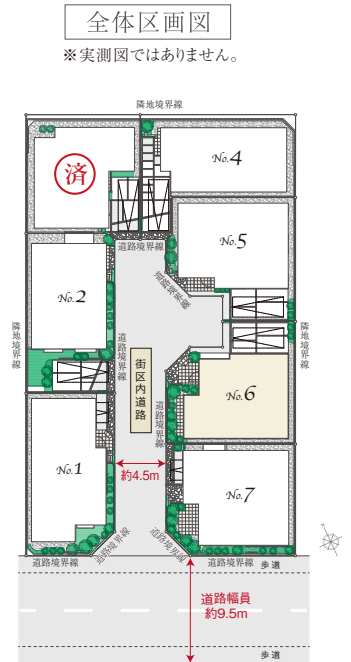 全体区画図
※実測図ではありません。
隣地境界線
済
No.4
道路境界線
No.5
道路境界線
No.2
隣地境界線
道路境界線
街区内道路
隣地境界線
No.6
道路境界線
No.1
約4.5m
No.7
道路境界線
道路境界線
道路境界線
道路境界線
歩道
道路幅員
約9.5m
歩道